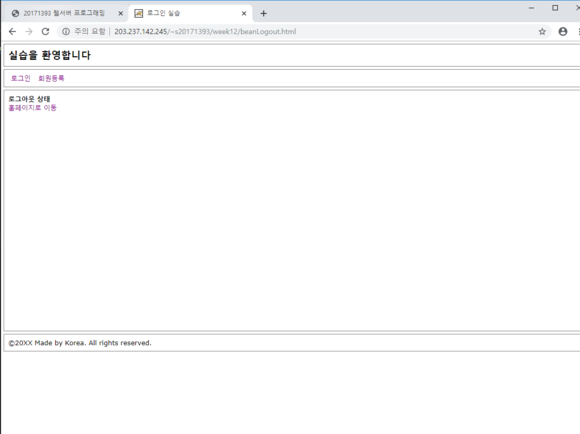 20171393 웹서버 프로그래밍
로그인 실습
주의 요함 203.237.142.245/~s20171393/week12/beanLogout.html
실습을 환영합니다
로그인 회원등록
로그아웃 상태
홈페이지로 이동
©20XX Made by Korea. All rights reserved.